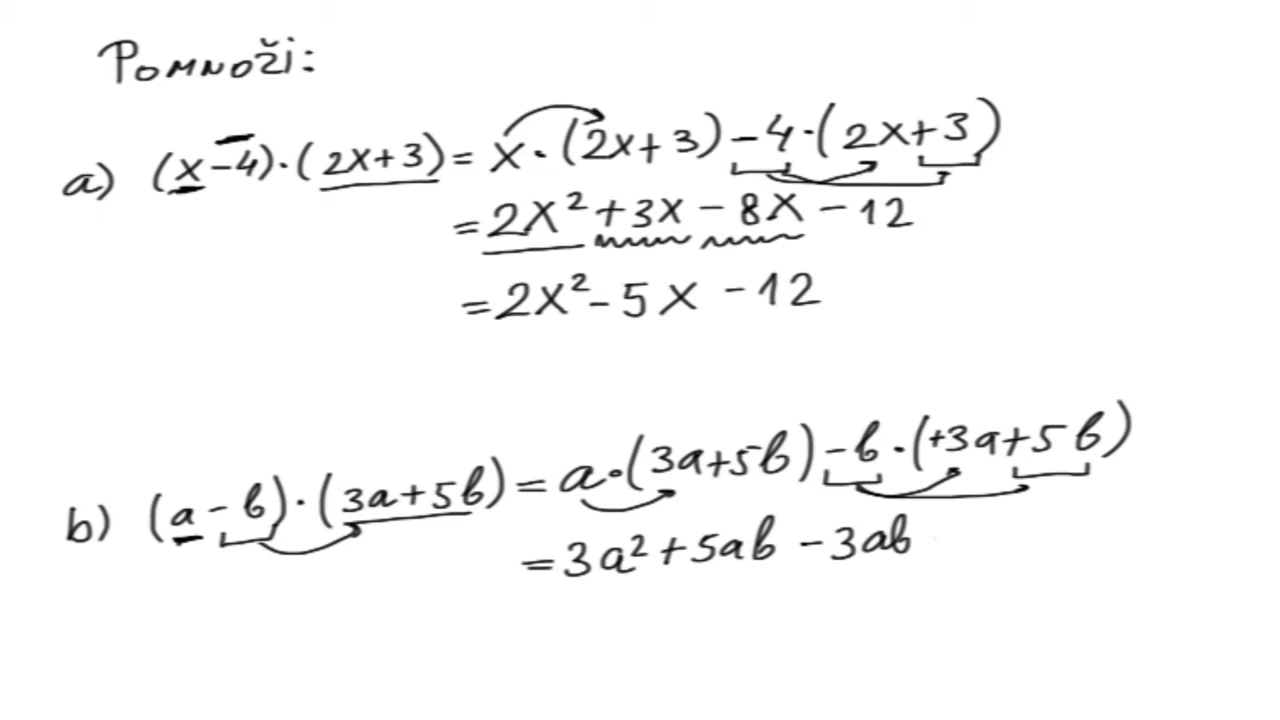 Pomnoži:
a) (x-4)·(2x+3) = x·(2x+3)-4·(2x+3)
= 2x²+3x-8x-12
= 2x²-5x-12
b) (a-b)·(3a+5b) = a·(3a+5b)-b·(+3a+5b)
= 3a²+5ab-3ab